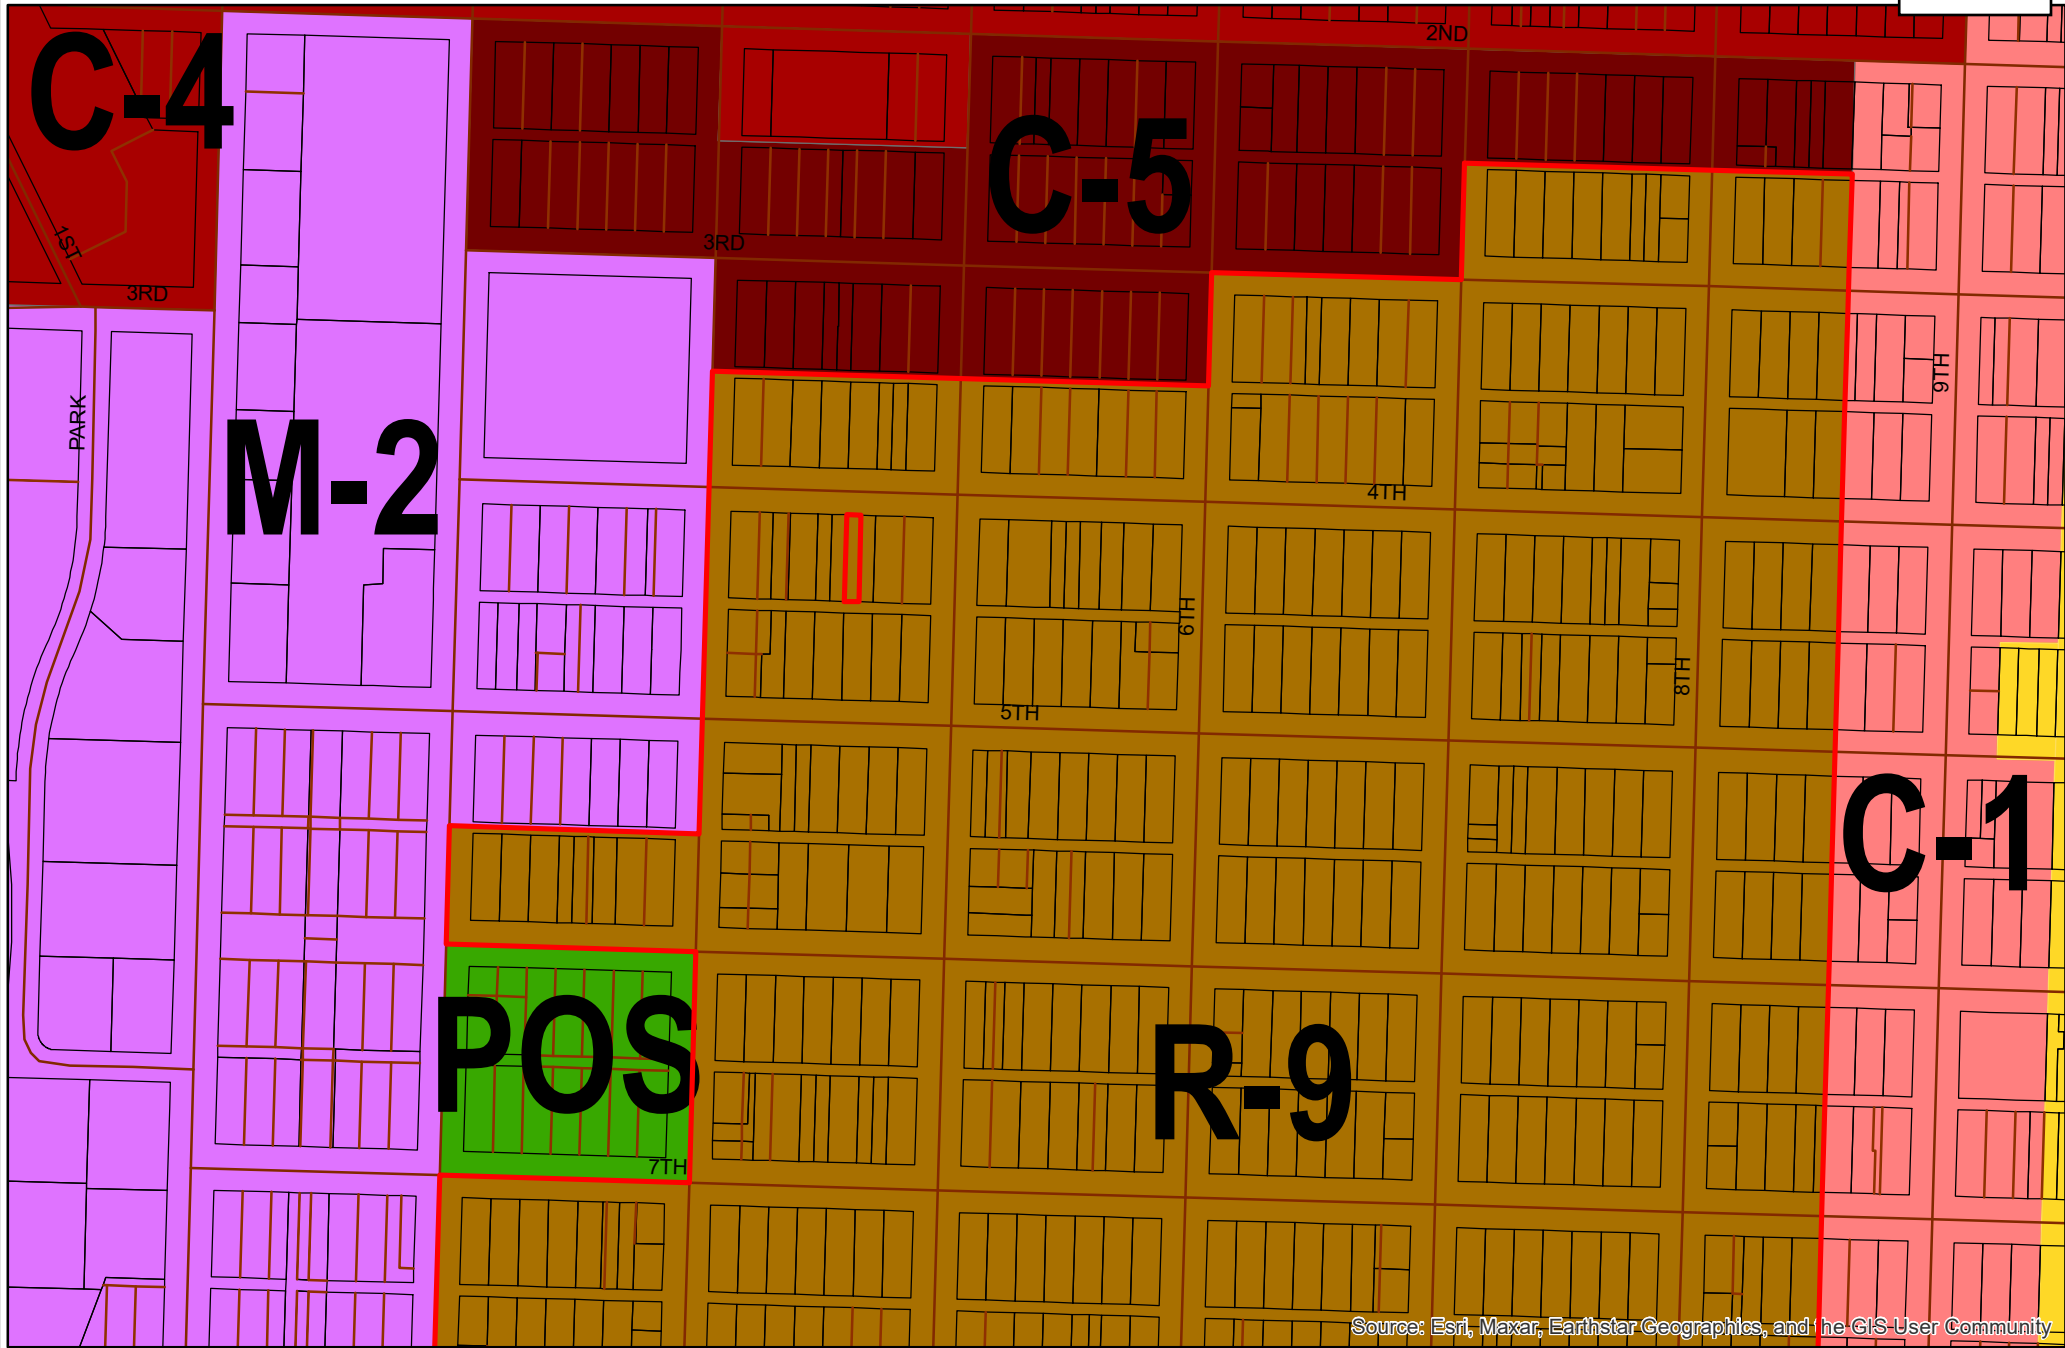 2ND
C-4
C-5
1ST
3RD
3RD
9TH
PARK
M-2
4TH
6TH
8TH
5TH
C-1
POS
R-9
7TH
Source: Esri, Maxar, Earthstar Geographics, and the GIS User Community